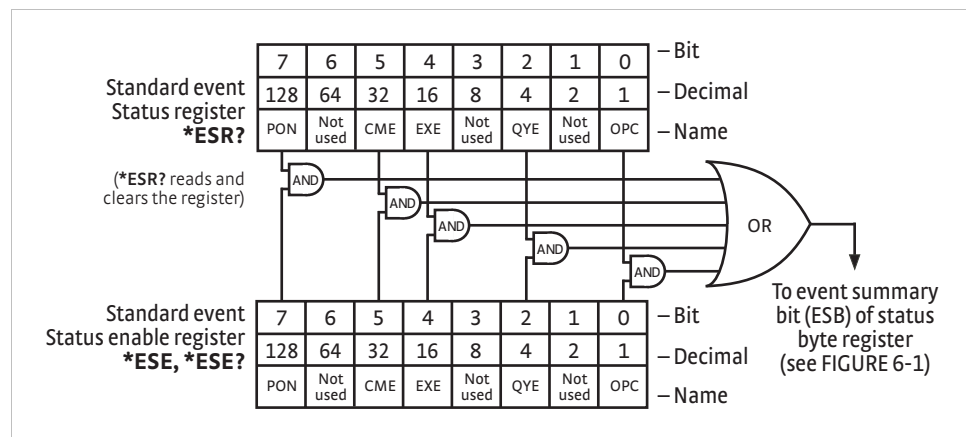 7 6 5 4 3 2 1 0 – Bit
Standard event
Status register
*ESR?
128 64 32 16 8 4 2 1 – Decimal
PON Not used CME EXE Not used QYE Not used OPC – Name
(*ESR? reads and
clears the register)
AND
AND
AND
AND
AND
OR
To event summary
bit (ESB) of status
byte register
(see FIGURE 6-1)
Standard event
Status enable register
*ESE, *ESE?
7 6 5 4 3 2 1 0 – Bit
128 64 32 16 8 4 2 1 – Decimal
PON Not used CME EXE Not used QYE Not used OPC – Name